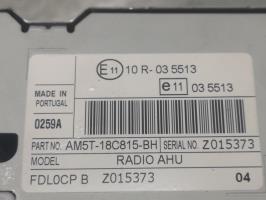 E11 10 R- 03 5513
e11 03 5513
MADE IN
PORTUGAL
0259A
PART NO. AM5T-18C815-BH SERIAL NO. Z015373
MODEL RADIO AHU
FDL0CP B Z015373 04